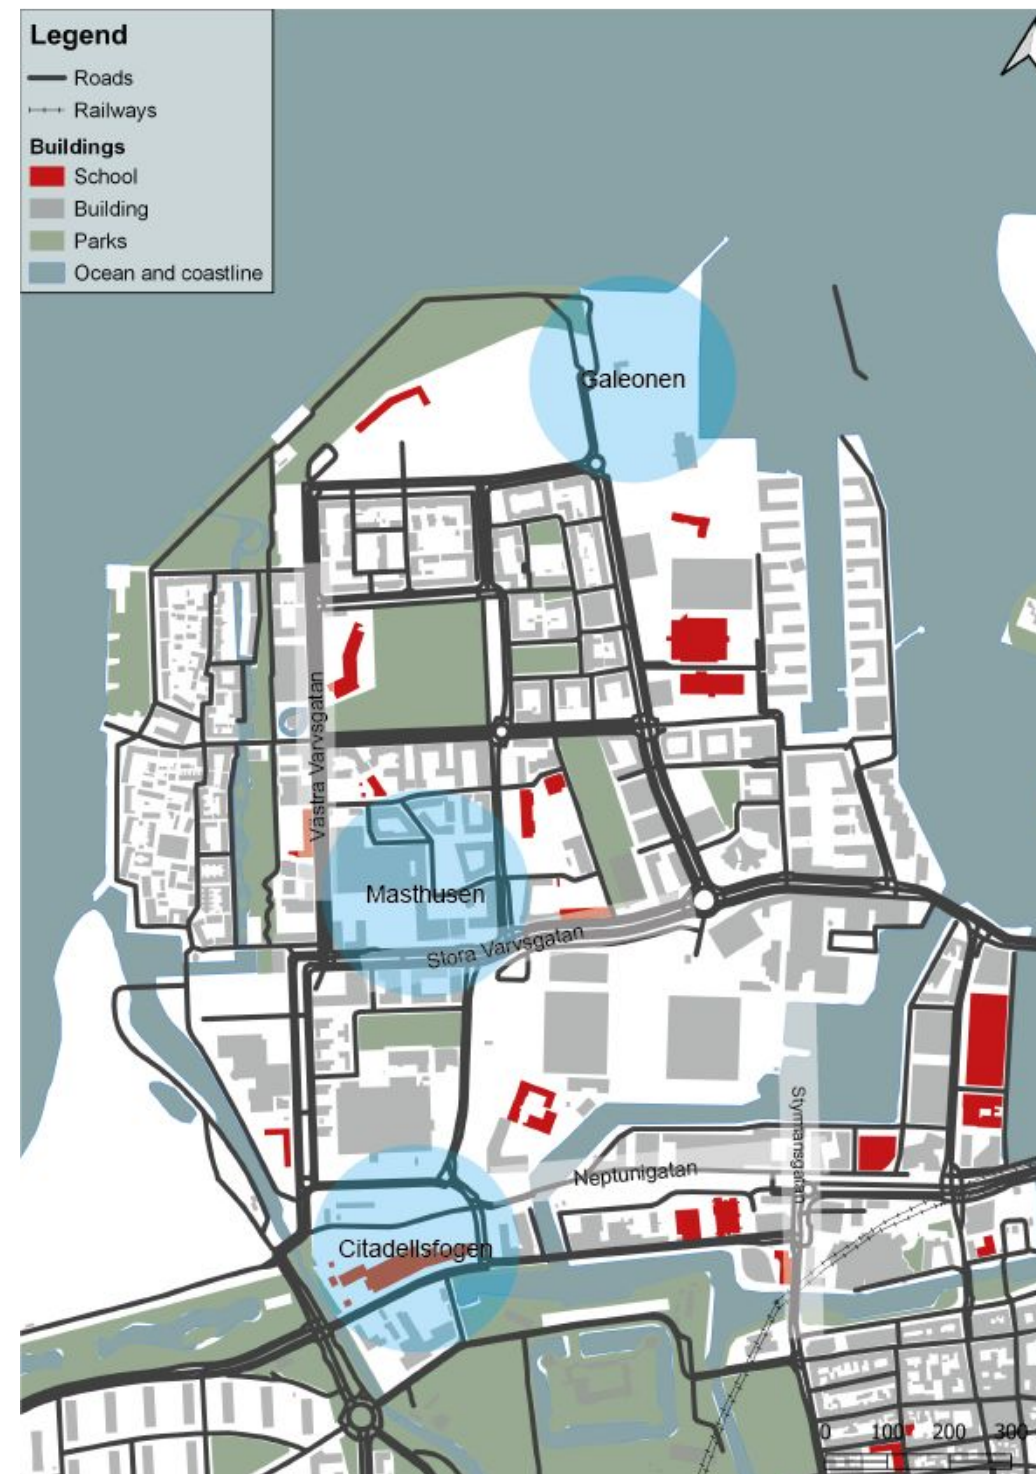 Legend
Roads
Railways
Buildings
School
Building
Parks
Ocean and coastline
Galeonen
Västra Varvsgatan
Masthusen
Stora Varvsgatan
Styrmansgatan
Neptunigatan
Citadellsfogen
0 100 200 300